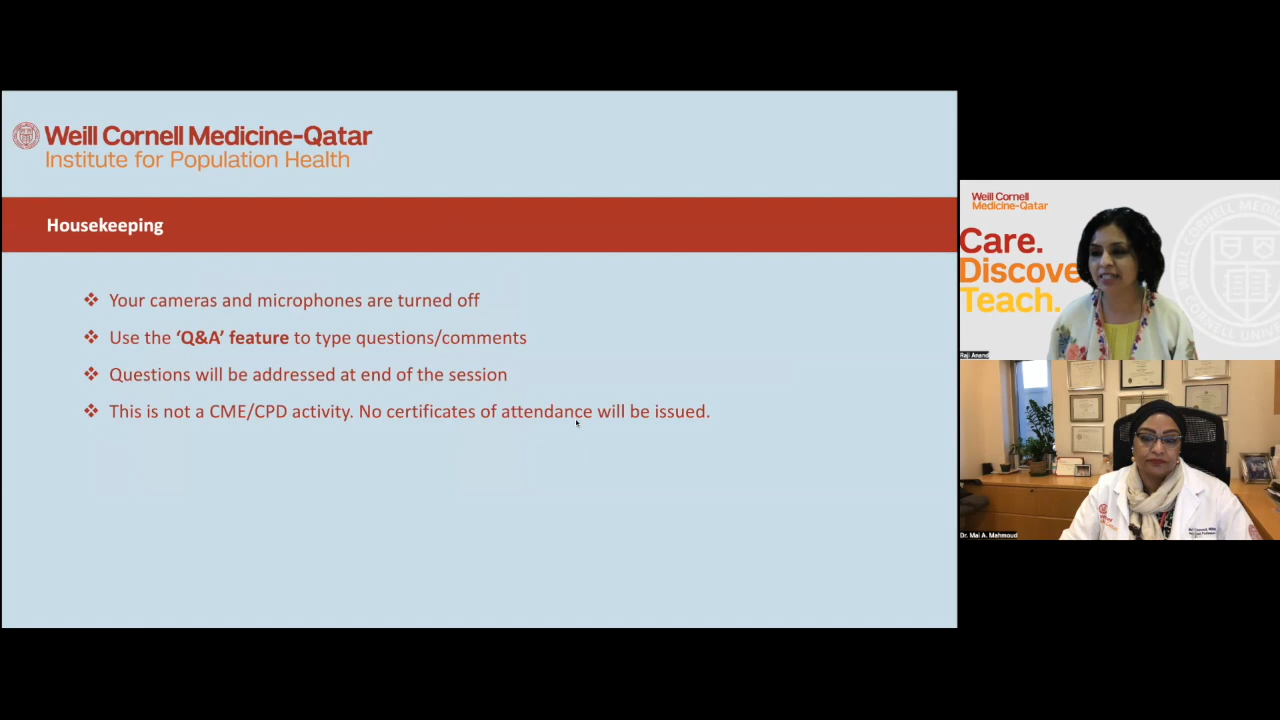 Weill Cornell Medicine-Qatar
Institute for Population Health
Housekeeping
❖ Your cameras and microphones are turned off
❖ Use the ‘Q&A’ feature to type questions/comments
❖ Questions will be addressed at end of the session
❖ This is not a CME/CPD activity. No certificates of attendance will be issued.
Weill Cornell
Medicine-Qatar
Care.
Discove
Teach.
Raji Anand
Dr. Mai A. Mahmoud